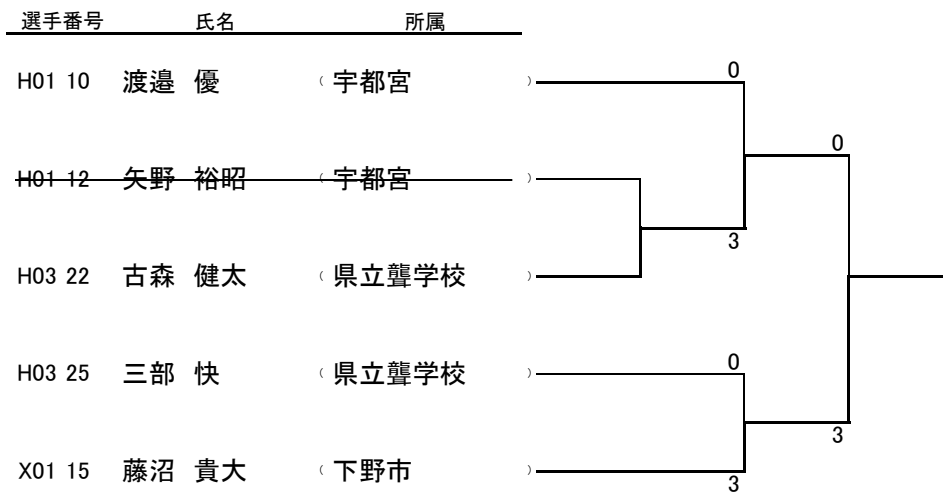 選手番号 氏名 所属
0
H01 10 渡邉 優 （ 宇都宮 ）
0
H01 12 矢野 裕昭 （ 宇都宮 ）
3
H03 22 古森 健太 （ 県立聾学校 ）
0
H03 25 三部 快 （ 県立聾学校 ）
3
X01 15 藤沼 貴大 （ 下野市 ）
3